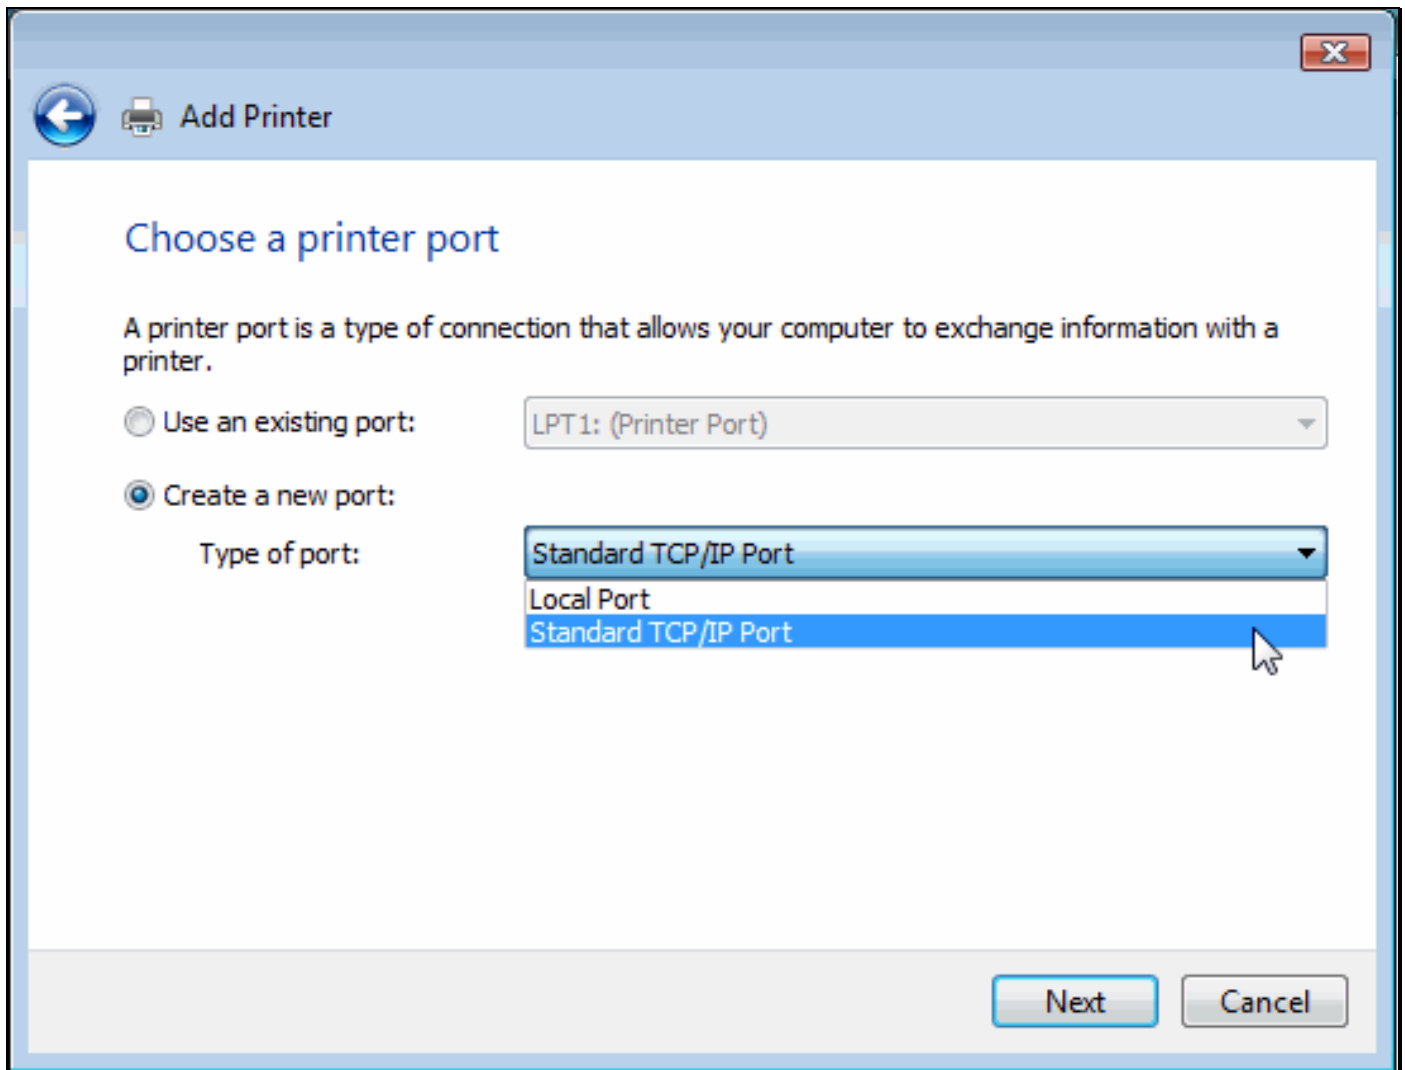 Add Printer
Choose a printer port
A printer port is a type of connection that allows your computer to exchange information with a
printer.
Use an existing port: LPT1: (Printer Port)
Create a new port:
Type of port: Standard TCP/IP Port
Local Port
Standard TCP/IP Port
Next Cancel